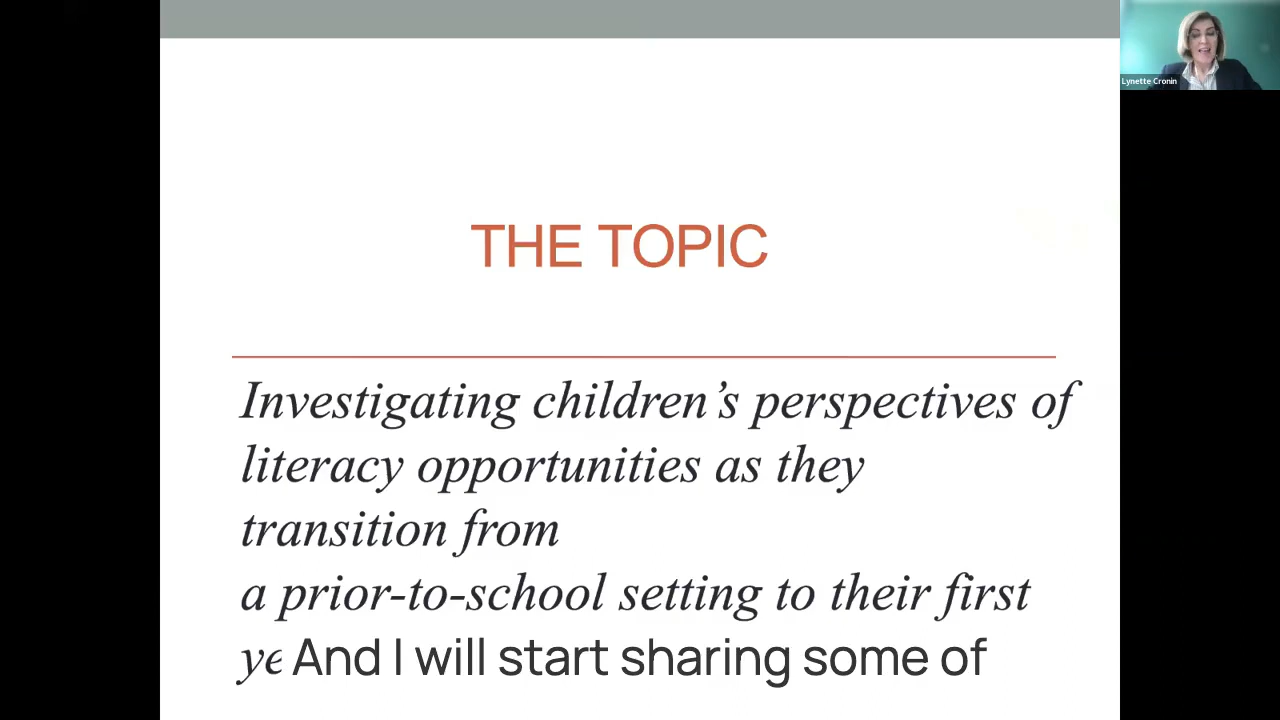 Lynette Cronin
THE TOPIC
Investigating children’s perspectives of
literacy opportunities as they
transition from
a prior-to-school setting to their first
And I will start sharing some of